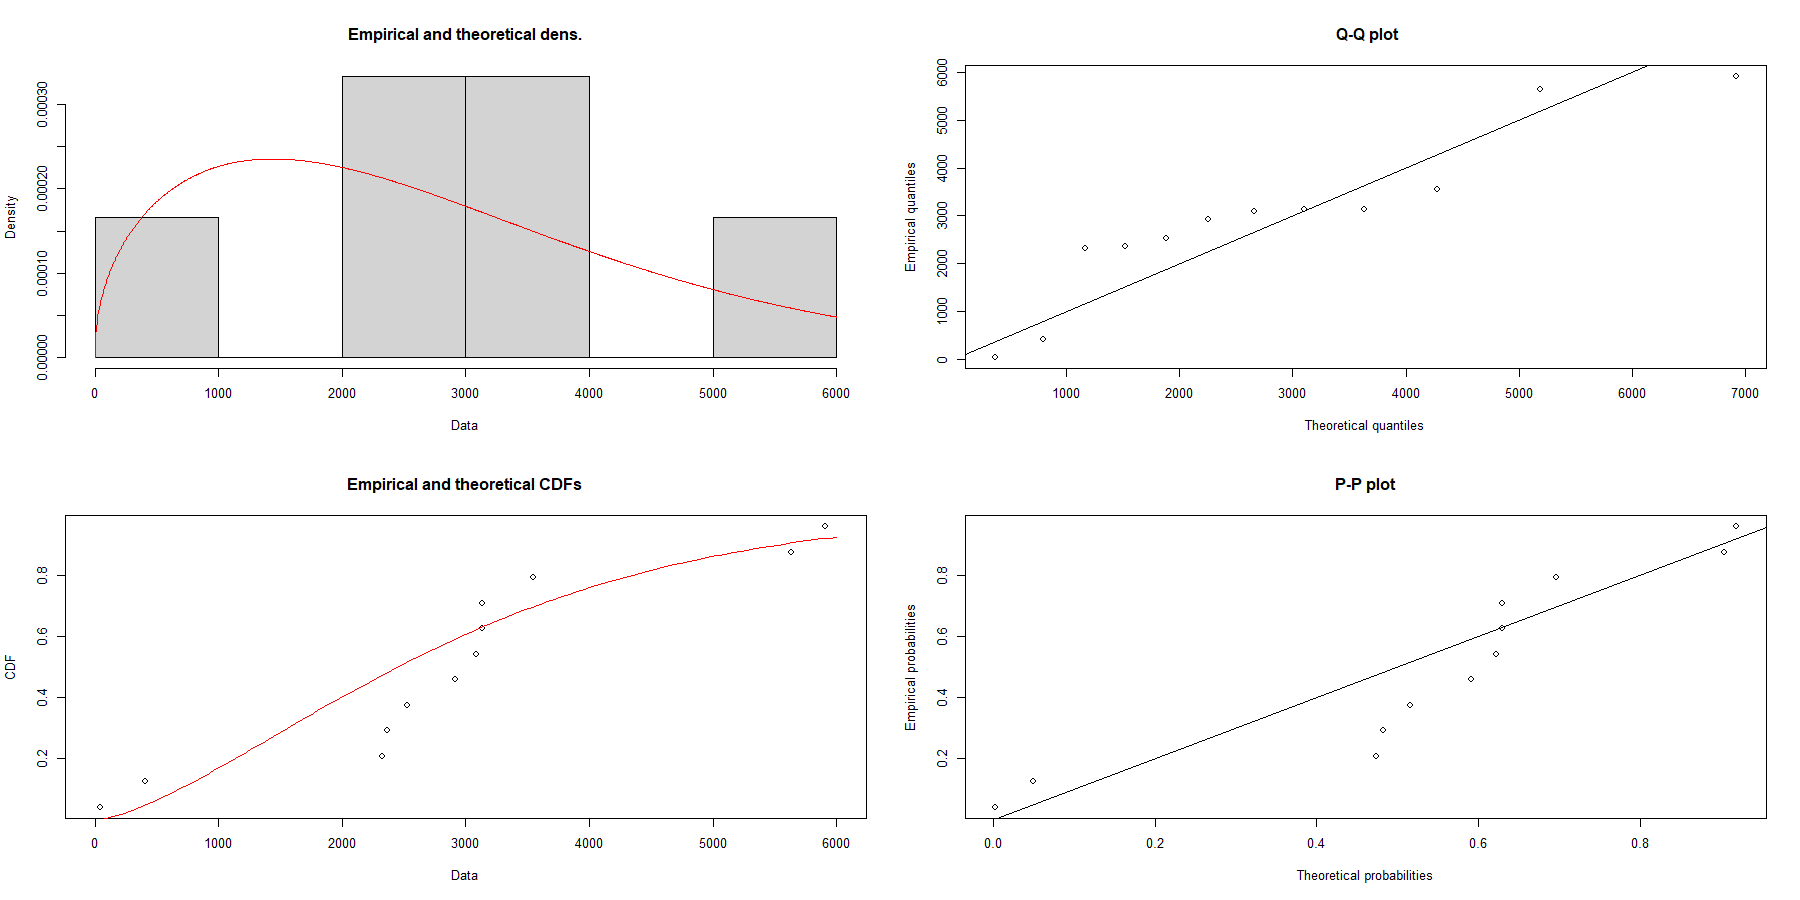 Empirical and theoretical dens.
Density
0.00000 0.00010 0.00020 0.00030
0 1000 2000 3000 4000 5000 6000
Data
Q-Q plot
Empirical quantiles
0 1000 2000 3000 4000 5000 6000
1000 2000 3000 4000 5000 6000 7000
Theoretical quantiles
Empirical and theoretical CDFs
CDF
0.2 0.4 0.6 0.8
0 1000 2000 3000 4000 5000 6000
Data
P-P plot
Empirical probabilities
0.2 0.4 0.6 0.8
0.0 0.2 0.4 0.6 0.8
Theoretical probabilities